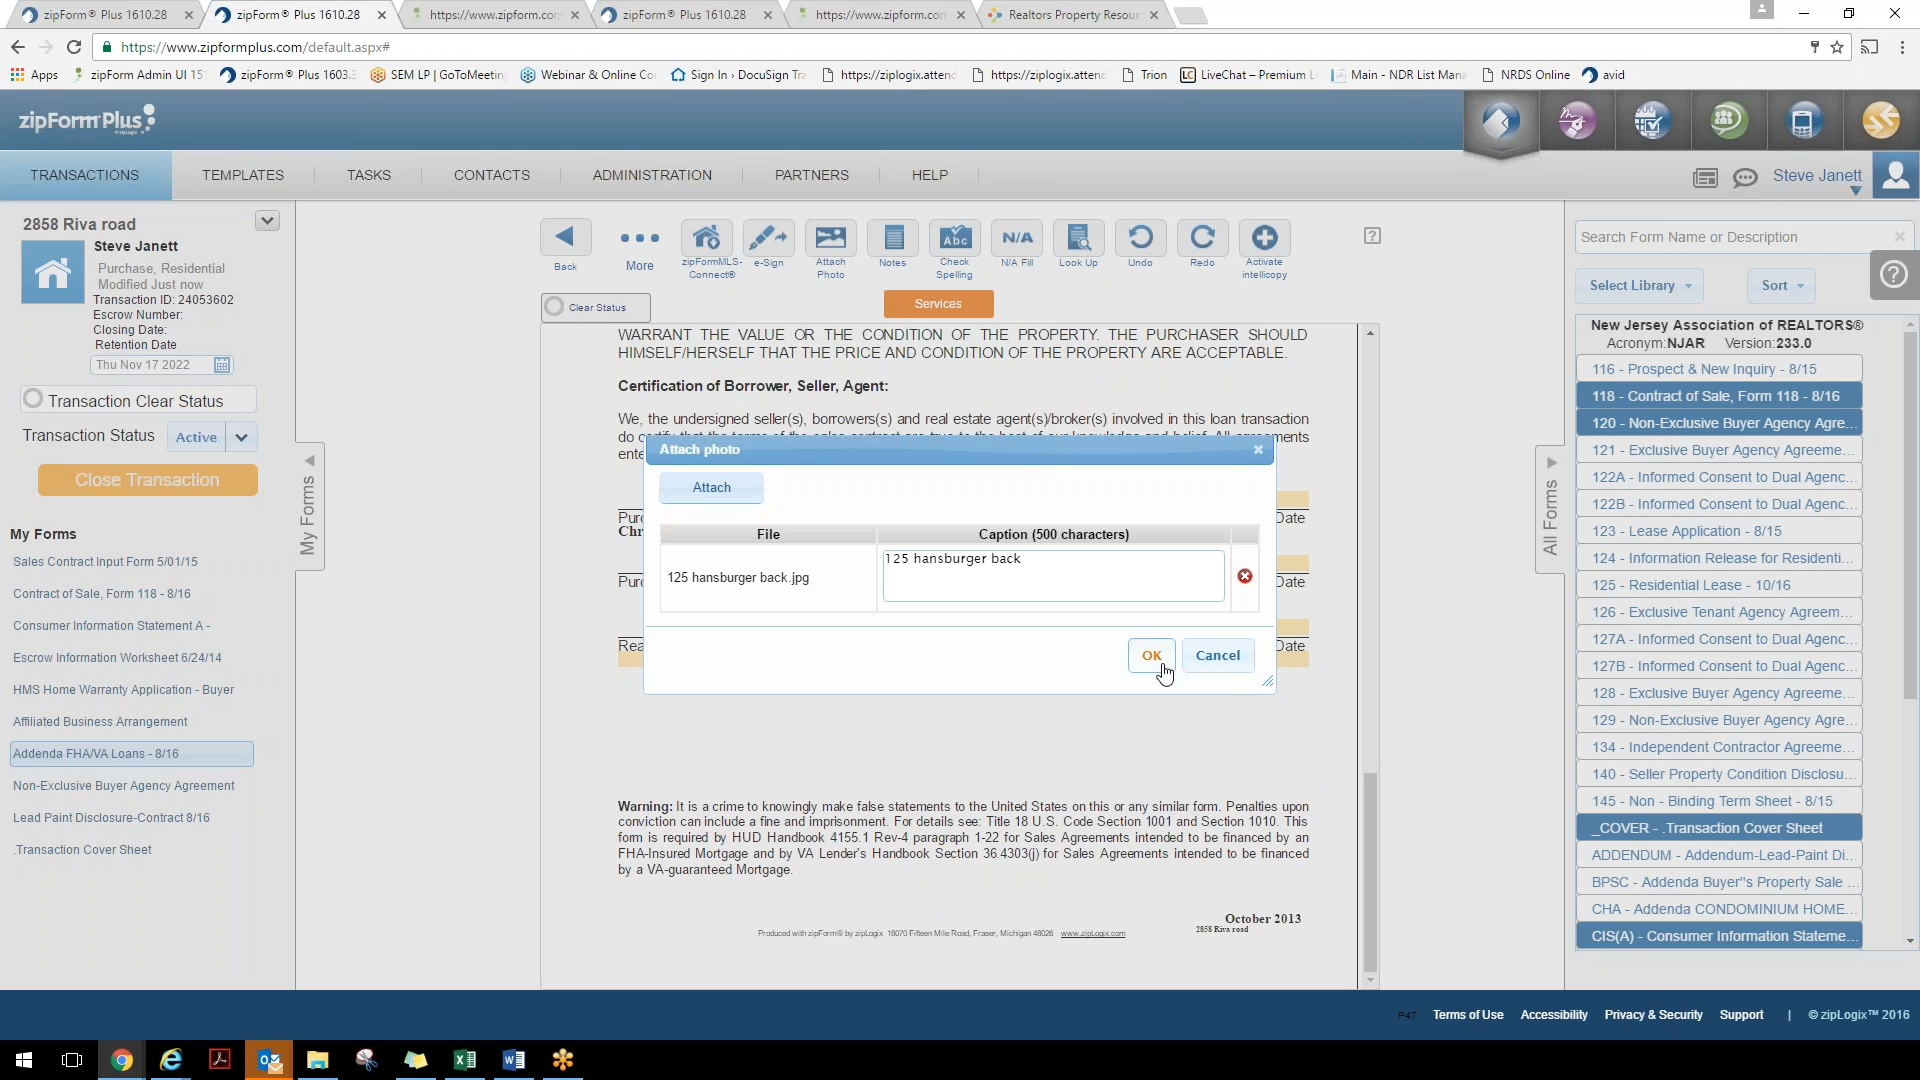 zipForm® Plus 1610.28
zipForm® Plus 1610.28
https://www.zipform.com
zipForm® Plus 1610.28
https://www.zipform.com
Realtors Property Resour
https://www.zipformplus.com/default.aspx#
Apps
zipForm Admin UI 15
zipForm® Plus 1603.3
SEM LP | GoToMeeting
Webinar & Online Co
Sign In › DocuSign Tra
https://ziplogix.attend
https://ziplogix.attend
Trion
LiveChat – Premium L
Main - NDR List Mana
NRDS Online
avid
zipForm Plus
by zipLogix
TRANSACTIONS
TEMPLATES
TASKS
CONTACTS
ADMINISTRATION
PARTNERS
HELP
Steve Janett
2858 Riva road
Steve Janett
Purchase, Residential
Modified Just now
Transaction ID: 24053602
Escrow Number:
Closing Date:
Retention Date
Thu Nov 17 2022
Transaction Clear Status
Transaction Status
Active
Close Transaction
My Forms
Sales Contract Input Form 5/01/15
Contract of Sale, Form 118 - 8/16
Consumer Information Statement A -
Escrow Information Worksheet 6/24/14
HMS Home Warranty Application - Buyer
Affiliated Business Arrangement
Addenda FHA/VA Loans - 8/16
Non-Exclusive Buyer Agency Agreement
Lead Paint Disclosure-Contract 8/16
.Transaction Cover Sheet
My Forms
Back
More
zipFormMLS-Connect®
e-Sign
Attach Photo
Notes
Abc
Check Spelling
N/A
N/A Fill
Look Up
Undo
Redo
Activate intellicopy
?
Clear Status
Services
WARRANT THE VALUE OR THE CONDITION OF THE PROPERTY. THE PURCHASER SHOULD
HIMSELF/HERSELF THAT THE PRICE AND CONDITION OF THE PROPERTY ARE ACCEPTABLE.
Certification of Borrower, Seller, Agent:
We, the undersigned seller(s), borrowers(s) and real estate agent(s)/broker(s) involved in this loan transaction
Attach photo
Attach
File
Caption (500 characters)
125 hansburger back.jpg
125 hansburger back
OK
Cancel
Date
Date
Date
Warning: It is a crime to knowingly make false statements to the United States on this or any similar form. Penalties upon
conviction can include a fine and imprisonment. For details see: Title 18 U.S. Code Section 1001 and Section 1010. This
form is required by HUD Handbook 4155.1 Rev-4 paragraph 1-22 for Sales Agreements intended to be financed by an
FHA-Insured Mortgage and by VA Lender's Handbook Section 36.4303(j) for Sales Agreements intended to be financed
by a VA-guaranteed Mortgage.
October 2013
2858 Riva road
Produced with zipForm® by zipLogix 18070 Fifteen Mile Road, Fraser, Michigan 48026 www.zipLogix.com
All Forms
Search Form Name or Description
Select Library
Sort
?
New Jersey Association of REALTORS®
Acronym:NJAR Version:233.0
116 - Prospect & New Inquiry - 8/15
118 - Contract of Sale, Form 118 - 8/16
120 - Non-Exclusive Buyer Agency Agre...
121 - Exclusive Buyer Agency Agreeme...
122A - Informed Consent to Dual Agenc...
122B - Informed Consent to Dual Agenc...
123 - Lease Application - 8/15
124 - Information Release for Residenti...
125 - Residential Lease - 10/16
126 - Exclusive Tenant Agency Agreem...
127A - Informed Consent to Dual Agenc...
127B - Informed Consent to Dual Agenc...
128 - Exclusive Buyer Agency Agreeme...
129 - Non-Exclusive Buyer Agency Agre...
134 - Independent Contractor Agreeme...
140 - Seller Property Condition Disclosu...
145 - Non - Binding Term Sheet - 8/15
_COVER - .Transaction Cover Sheet
ADDENDUM - Addendum-Lead-Paint Di...
BPSC - Addenda Buyer"s Property Sale ...
CHA - Addenda CONDOMINIUM HOME...
CIS(A) - Consumer Information Stateme...
P47
Terms of Use
Accessibility
Privacy & Security
Support
| © zipLogix™ 2016